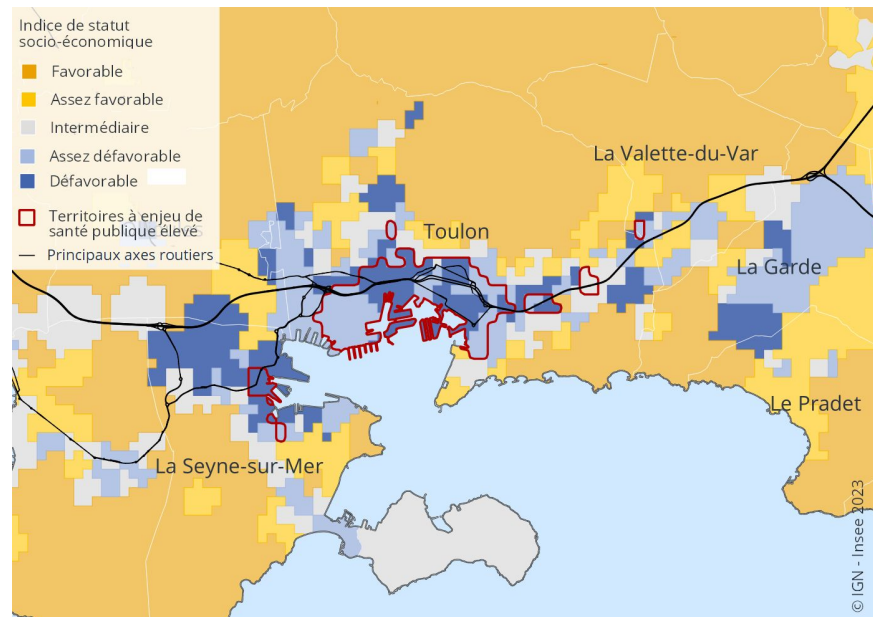 Indice de statut
socio-économique
Favorable
Assez favorable
Intermédiaire
Assez défavorable
Défavorable
Territoires à enjeu de
santé publique élevé
Principaux axes routiers
La Valette-du-Var
Toulon
La Garde
Le Pradet
La Seyne-sur-Mer
© IGN - Insee 2023